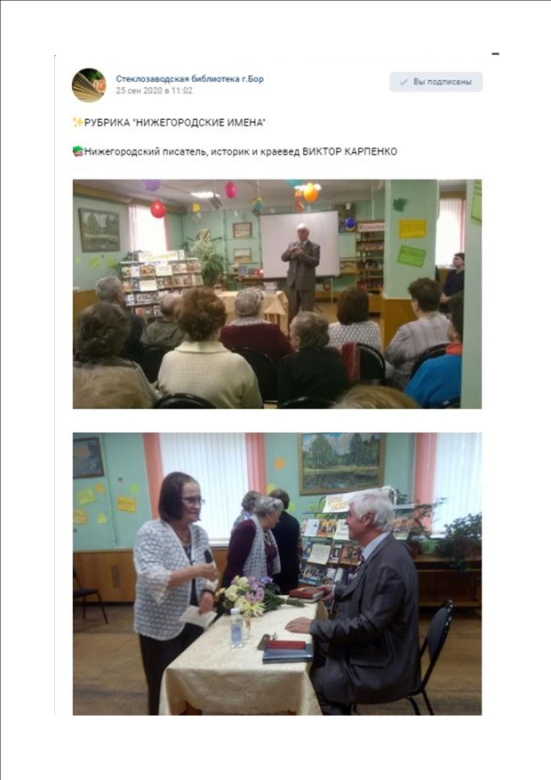 Стеклозаводская библиотека г.Бор
25 сен 2020 в 11:02
Вы подписаны
РУБРИКА "НИЖЕГОРОДСКИЕ ИМЕНА"
Нижегородский писатель, историк и краевед ВИКТОР КАРПЕНКО